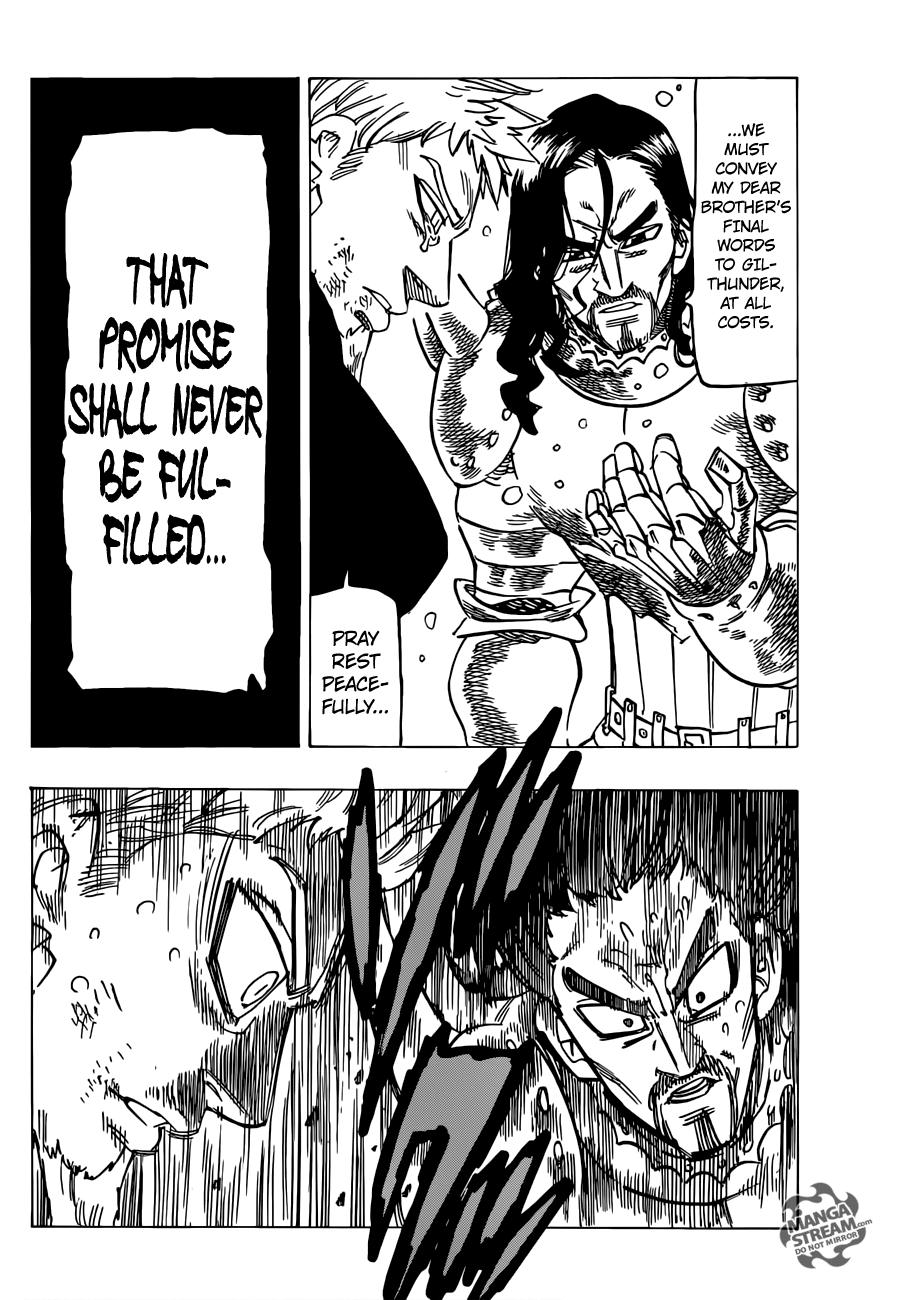 ...WE
MUST
CONVEY
MY DEAR
BROTHER'S
FINAL
WORDS
TO GIL-
THUNDER,
AT ALL
COSTS.
PRAY
REST
PEACE-
FULLY...
THAT
PROMISE
SHALL NEVER
BE FUL-
FILLED...
MANGA
STREAM.com
DO NOT MIRROR